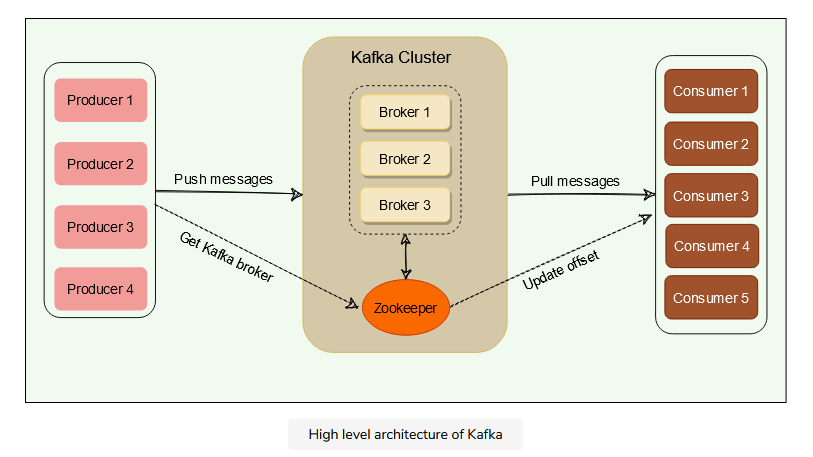 Kafka Cluster
Producer 1
Producer 2
Producer 3
Producer 4
Push messages
Get Kafka broker
Broker 1
Broker 2
Broker 3
Zookeeper
Pull messages
Update offset
Consumer 1
Consumer 2
Consumer 3
Consumer 4
Consumer 5
High level architecture of Kafka